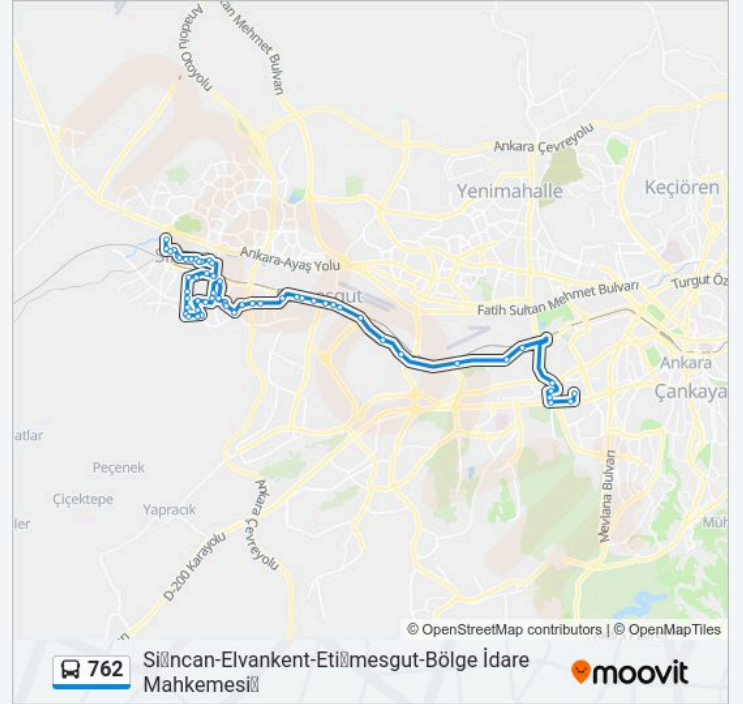 Anadolu Otoyolu
an Mehmet Bulvarı
Ankara Çevreyolu
Yenimahalle
Keçiören
Ankara-Ayaş Yolu
Turgut Öz
Fatih Sultan Mehmet Bulvarı
Ankara
Çankaya
atlar
Peçenek
Çiçektepe
Yapracık
Ankara Çevreyolu
Mevlana Bulvarı
ler
Müh
D-200 Karayolu
© OpenStreetMap contributors | © OpenMapTiles
762
Si▯ncan-Elvankent-Eti▯mesgut-Bölge İdare
Mahkemesi▯
moovit